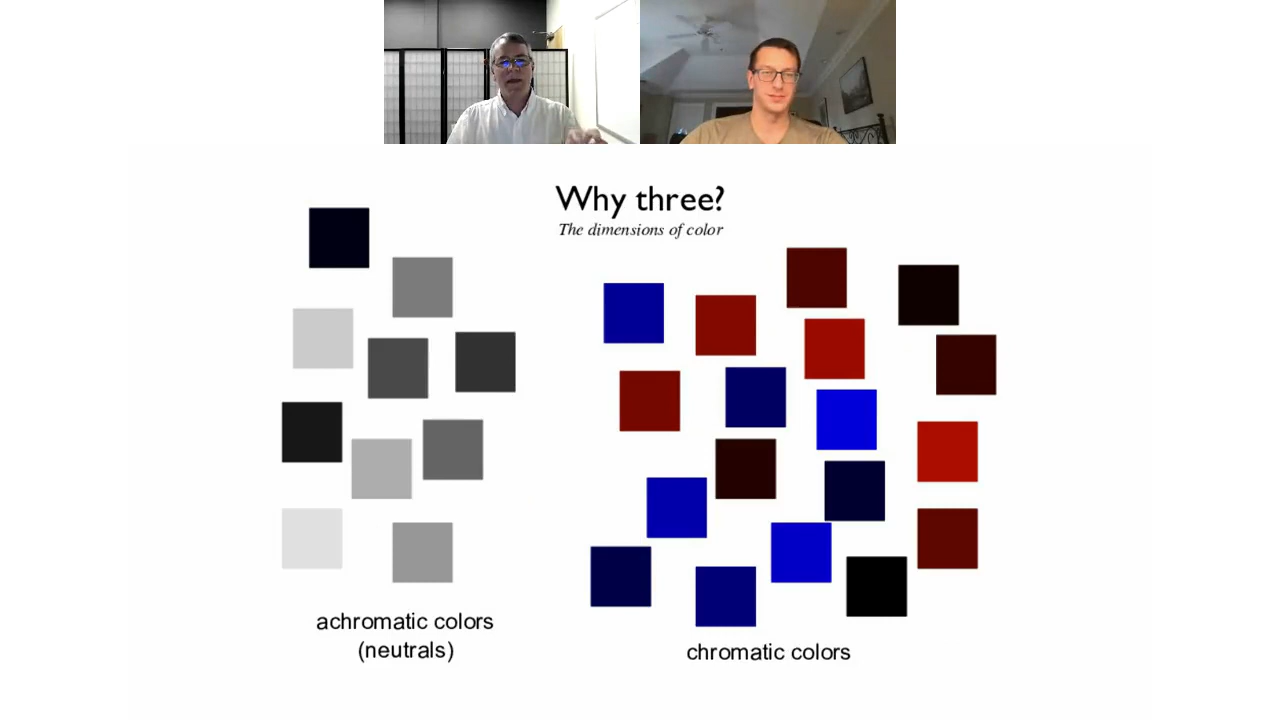 Why three?
The dimensions of color
achromatic colors
(neutrals)
chromatic colors